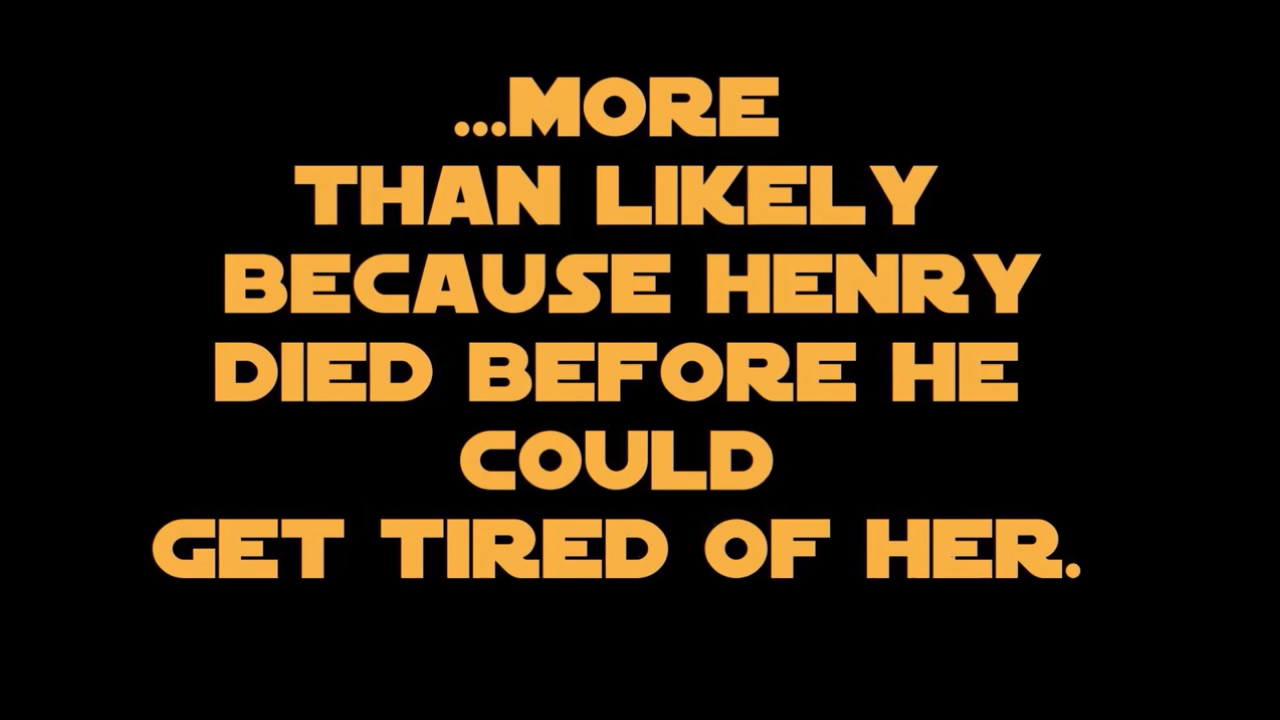 ...MORE
THAN LIKELY
BECAUSE HENRY
DIED BEFORE HE
COULD
GET TIRED OF HER.